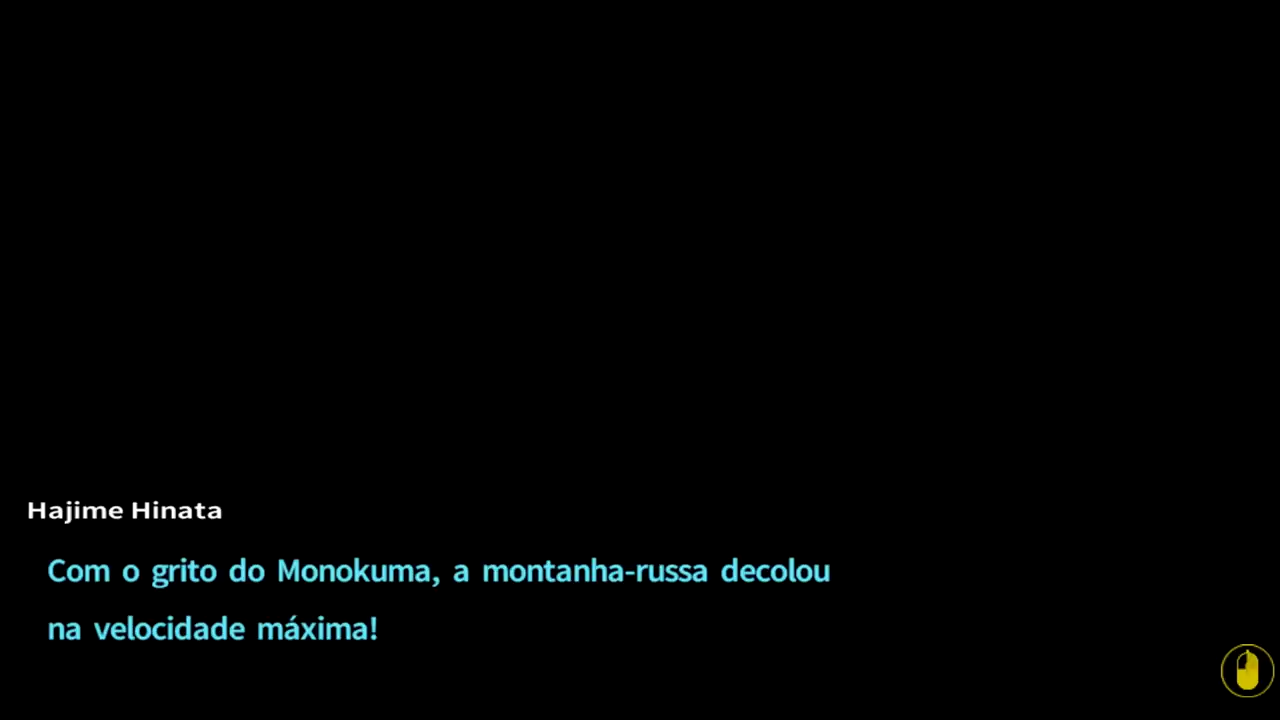 Hajime Hinata
Com o grito do Monokuma, a montanha-russa decolou
na velocidade máxima!